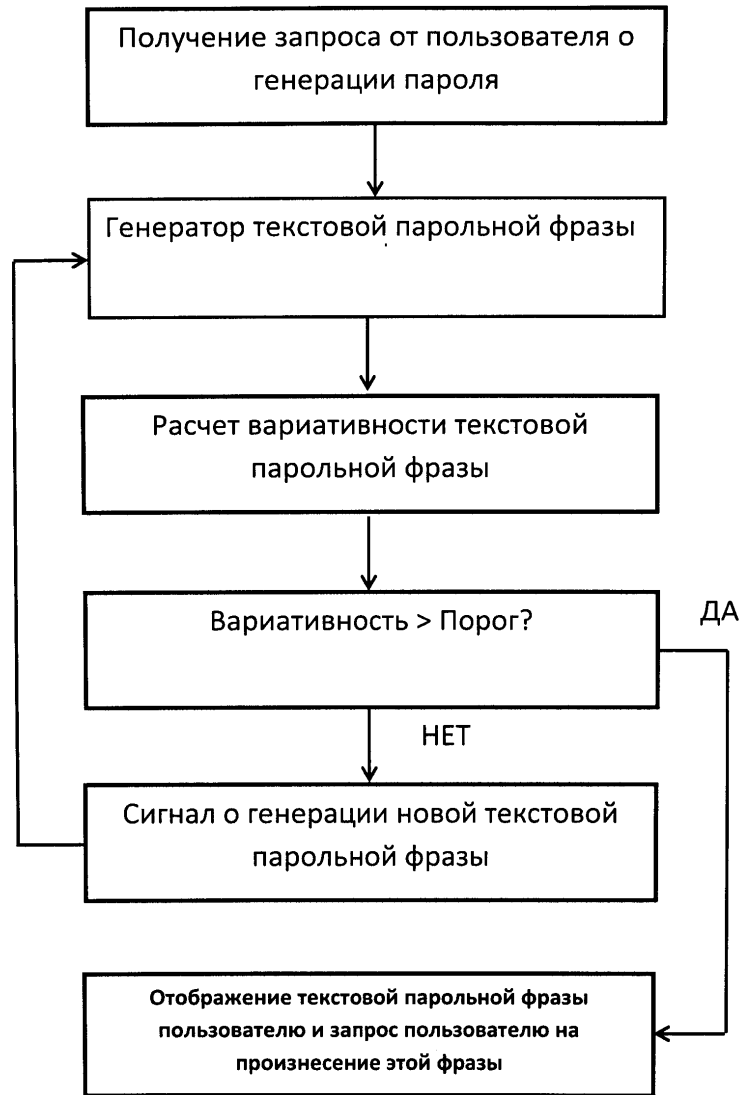 Получение запроса от пользователя о
генерации пароля
Генератор текстовой парольной фразы
Расчет вариативности текстовой
парольной фразы
Вариативность > Порог?
ДА
НЕТ
Сигнал о генерации новой текстовой
парольной фразы
Отображение текстовой парольной фразы
пользователю и запрос пользователю на
произнесение этой фразы